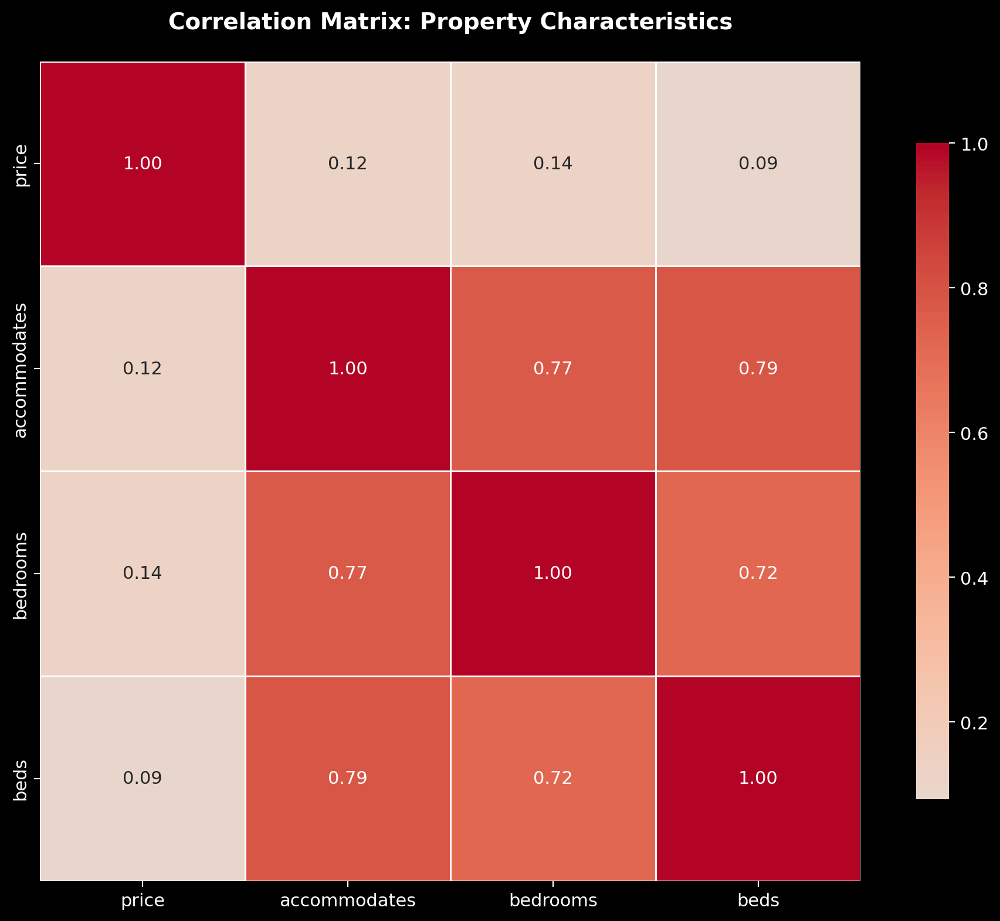 Correlation Matrix: Property Characteristics
price
1.00
0.12
0.14
0.09
accommodates
0.12
1.00
0.77
0.79
bedrooms
0.14
0.77
1.00
0.72
beds
0.09
0.79
0.72
1.00
price
accommodates
bedrooms
beds
1.0
0.8
0.6
0.4
0.2